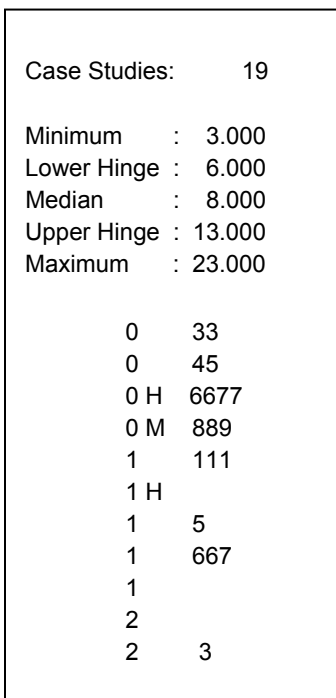 Case Studies: 19
Minimum : 3.000
Lower Hinge : 6.000
Median : 8.000
Upper Hinge : 13.000
Maximum : 23.000
0 33
0 45
0 H 6677
0 M 889
1 111
1 H
1 5
1 667
1
2
2 3